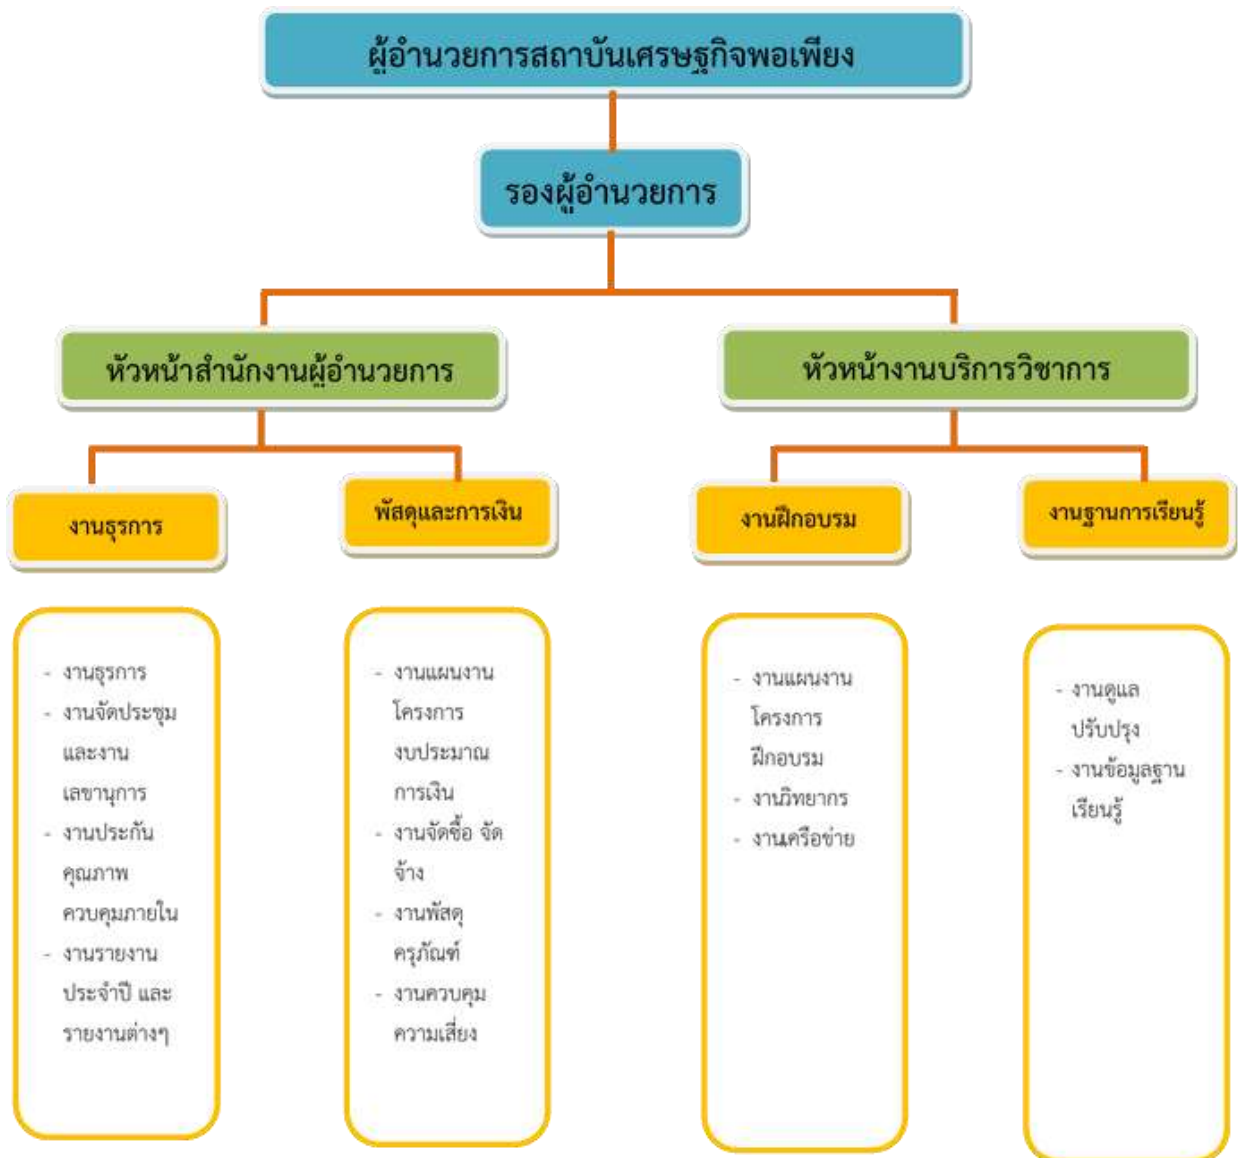 ผู้อำนวยการสถาบันเศรษฐกิจพอเพียง
รองผู้อำนวยการ
หัวหน้าสำนักงานผู้อำนวยการ
หัวหน้างานบริการวิชาการ
งานธุรการ
พัสดุและการเงิน
งานฝึกอบรม
งานฐานการเรียนรู้
- งานธุรการ
- งานจัดประชุม
และงาน
เลขานุการ
- งานประกัน
คุณภาพ
ควบคุมภายใน
- งานรายงาน
ประจำปี และ
รายงานต่างๆ
- งานแผนงาน
โครงการ
งบประมาณ
การเงิน
- งานจัดซื้อ จัด
จ้าง
- งานพัสดุ
ครุภัณฑ์
- งานควบคุม
ความเสี่ยง
- งานแผนงาน
โครงการ
ฝึกอบรม
- งานวิทยากร
- งานเครือข่าย
- งานดูแล
ปรับปรุง
- งานข้อมูลฐาน
เรียนรู้